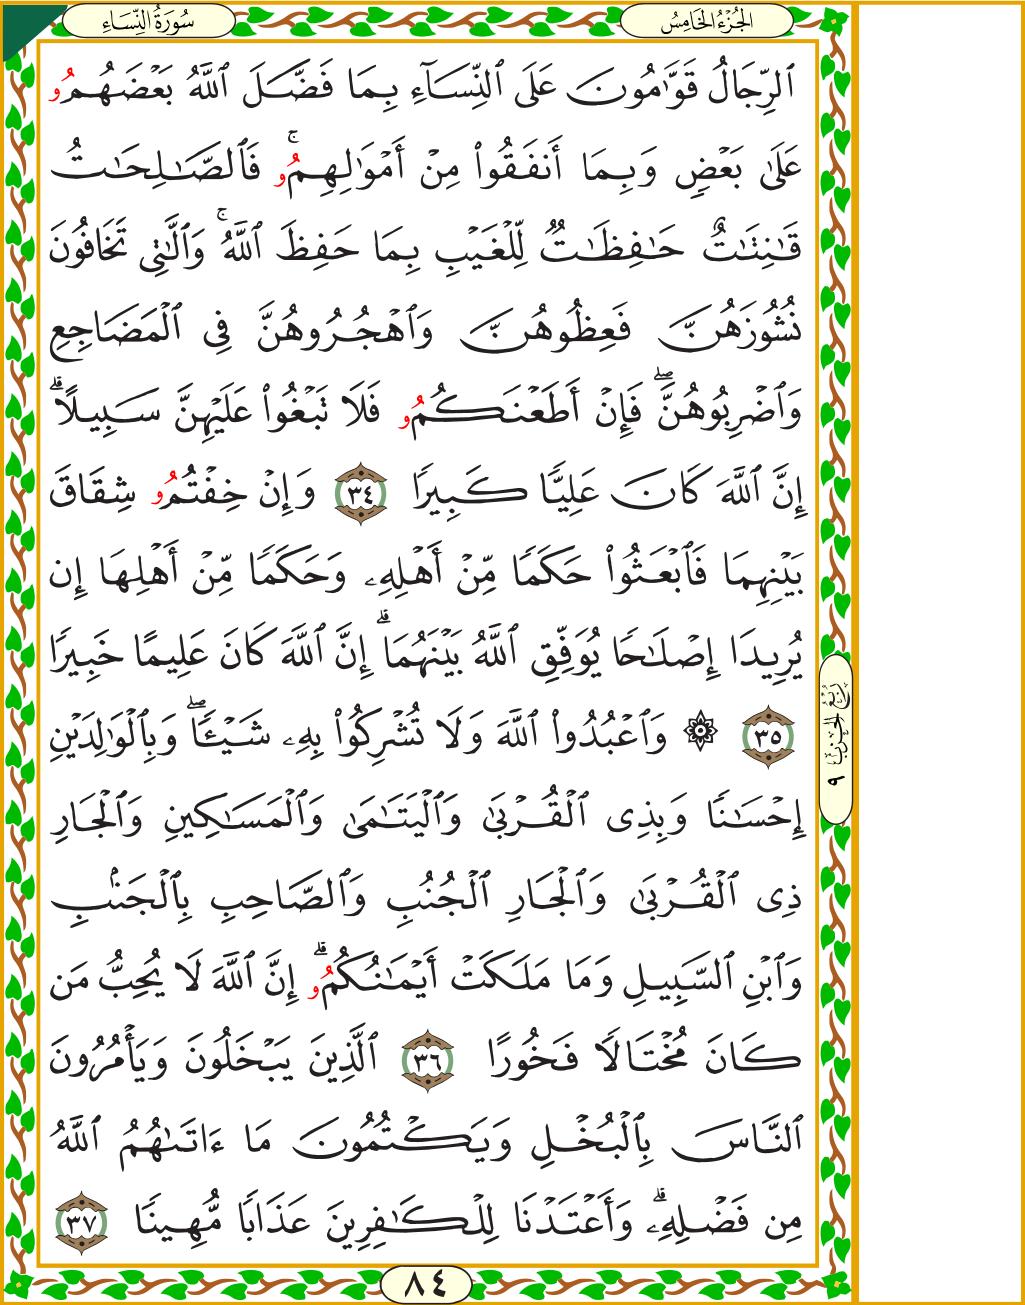 سُورَةُ النِّسَاءِ
الجُزْءُ الخَامِسُ
ٱلرِّجَالُ قَوَّٰمُونَ عَلَى ٱلنِّسَآءِ بِمَا فَضَّلَ ٱللَّهُ بَعۡضَهُمُو
عَلَىٰ بَعۡضٖ وَبِمَآ أَنفَقُواْ مِنۡ أَمۡوَٰلِهِمُوۚ فَٱلصَّٰلِحَٰتُ
قَٰنِتَٰتٌ حَٰفِظَٰتٞ لِّلۡغَيۡبِ بِمَا حَفِظَ ٱللَّهُۚ وَٱلَّٰتِي تَخَافُونَ
نُشُوزَهُنَّ فَعِظُوهُنَّ وَٱهۡجُرُوهُنَّ فِي ٱلۡمَضَاجِعِ
وَٱضۡرِبُوهُنَّۖ فَإِنۡ أَطَعۡنَكُمُو فَلَا تَبۡغُواْ عَلَيۡهِنَّ سَبِيلًاۗ
إِنَّ ٱللَّهَ كَانَ عَلِيّٗا كَبِيرٗا ٣٤ وَإِنۡ خِفۡتُمُو شِقَاقَ
بَيۡنِهِمَا فَٱبۡعَثُواْ حَكَمٗا مِّنۡ أَهۡلِهِۦ وَحَكَمٗا مِّنۡ أَهۡلِهَآ إِن
يُرِيدَآ إِصۡلَٰحٗا يُوَفِّقِ ٱللَّهُ بَيۡنَهُمَآۗ إِنَّ ٱللَّهَ كَانَ عَلِيمًا خَبِيرٗا
٣٥ ۞ وَٱعۡبُدُواْ ٱللَّهَ وَلَا تُشۡرِكُواْ بِهِۦ شَيۡـٔٗاۖ وَبِٱلۡوَٰلِدَيۡنِ
إِحۡسَٰنٗا وَبِذِي ٱلۡقُرۡبَىٰ وَٱلۡيَتَٰمَىٰ وَٱلۡمَسَٰكِينِ وَٱلۡجَارِ
ذِي ٱلۡقُرۡبَىٰ وَٱلۡجَارِ ٱلۡجُنُبِ وَٱلصَّاحِبِ بِٱلۡجَنۢبِ
وَٱبۡنِ ٱلسَّبِيلِ وَمَا مَلَكَتۡ أَيۡمَٰنُكُمُوۗ إِنَّ ٱللَّهَ لَا يُحِبُّ مَن
كَانَ مُخۡتَالٗا فَخُورًا ٣٦ ٱلَّذِينَ يَبۡخَلُونَ وَيَأۡمُرُونَ
ٱلنَّاسَ بِٱلۡبُخۡلِ وَيَكۡتُمُونَ مَآ ءَاتَىٰهُمُ ٱللَّهُ
مِن فَضۡلِهِۦۗ وَأَعۡتَدۡنَا لِلۡكَٰفِرِينَ عَذَابٗا مُّهِينٗا ٣٧
رُبْعُ الحِزْبِ ٩
٨٤